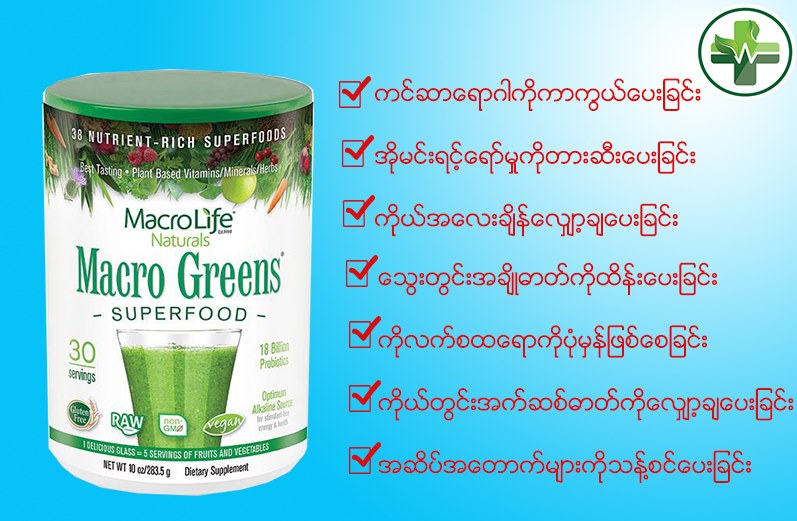 38 NUTRIENT-RICH SUPERFOODS
Best Tasting • Plant Based Vitamins/Minerals/Herbs
MacroLife
Naturals
Macro Greens®
- SUPERFOOD -
30
servings
18 Billion
Probiotics
Optimum
Alkaline Source
for stimulant-free
energy & health
Gluten
Free
RAW
non-
GMO
vegan
1 DELICIOUS GLASS = 5 SERVINGS OF FRUITS AND VEGETABLES
NET WT 10 oz/283.5 g Dietary Supplement
ကင်ဆာရောဂါကိုကာကွယ်ပေးခြင်း
အိုမင်းရင့်ရော်မှုကိုတားဆီးပေးခြင်း
ကိုယ်အလေးချိန်လျှော့ချပေးခြင်း
သွေးတွင်းအချိုဓာတ်ကိုထိန်းပေးခြင်း
ကိုလက်စထရောကိုပုံမှန်ဖြစ်စေခြင်း
ကိုယ်တွင်းအက်ဆစ်ဓာတ်ကိုလျှော့ချပေးခြင်း
အဆိပ်အတောက်များကိုသန့်စင်ပေးခြင်း